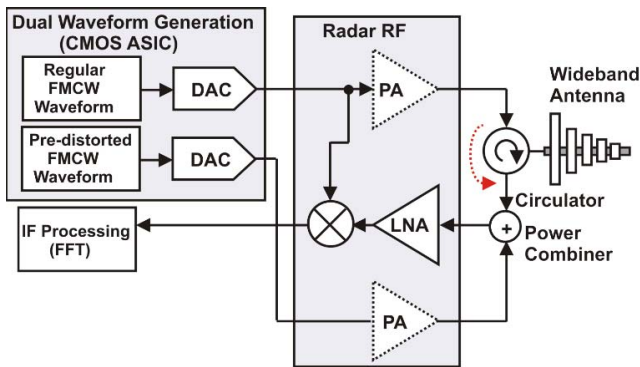 Dual Waveform Generation
(CMOS ASIC)
Regular
FMCW
Waveform
DAC
Pre-distorted
FMCW
Waveform
DAC
IF Processing
(FFT)
Radar RF
PA
LNA
PA
Wideband
Antenna
Circulator
+
Power
Combiner